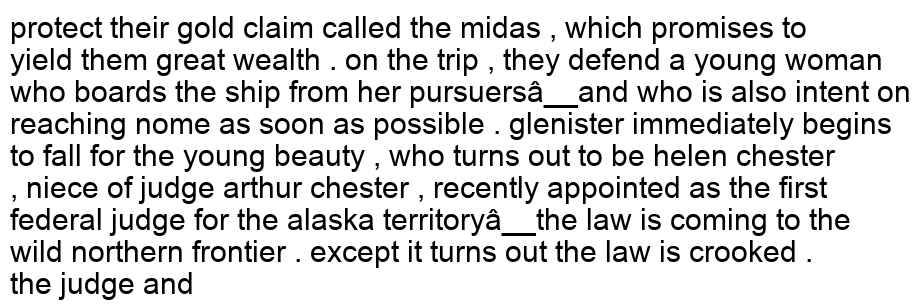 protect their gold claim called the midas , which promises to
yield them great wealth . on the trip , they defend a young woman
who boards the ship from her pursuersâ__and who is also intent on
reaching nome as soon as possible . glenister immediately begins
to fall for the young beauty , who turns out to be helen chester
, niece of judge arthur chester , recently appointed as the first
federal judge for the alaska territoryâ__the law is coming to the
wild northern frontier . except it turns out the law is crooked .
the judge and